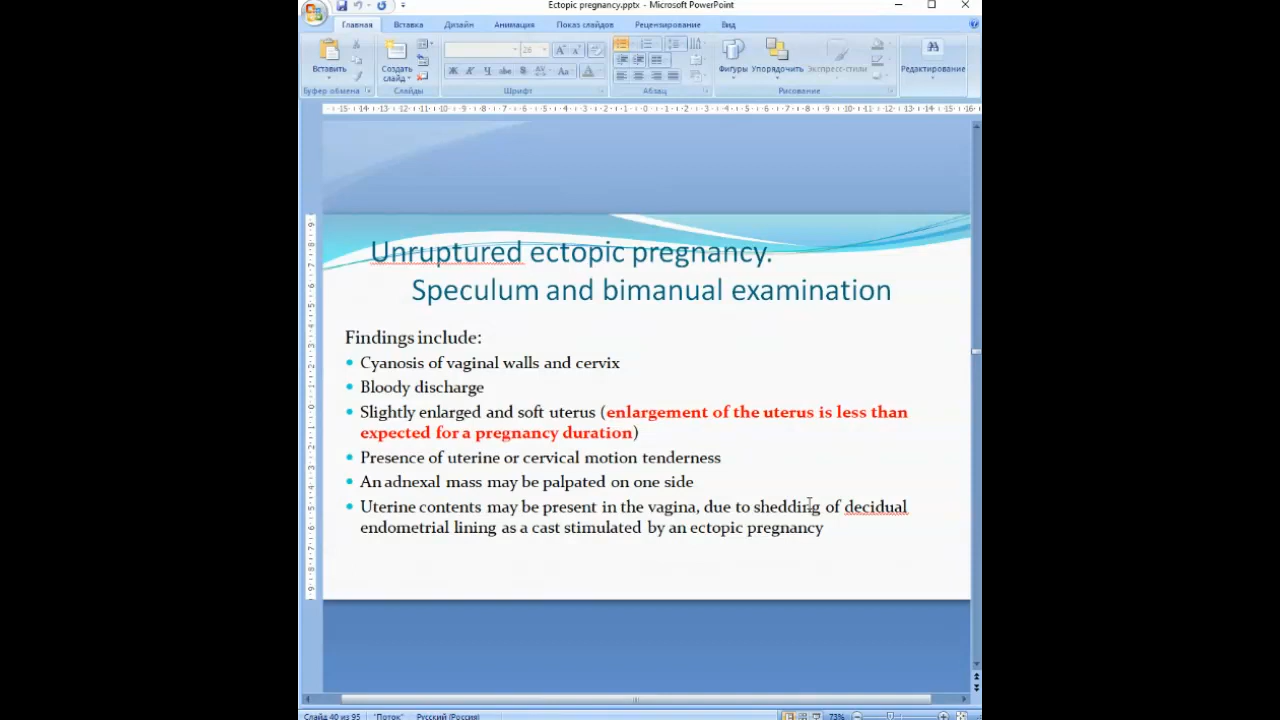 Ectopic pregnancy.pptx - Microsoft PowerPoint
Главная Вставка Дизайн Анимация Показ слайдов Рецензирование Вид
Вставить Создать слайд Фигуры Упорядочить Экспресс-стили Редактирование
Буфер обмена Слайды Шрифт Абзац Рисование
Unruptured ectopic pregnancy.
Speculum and bimanual examination
Findings include:
• Cyanosis of vaginal walls and cervix
• Bloody discharge
• Slightly enlarged and soft uterus (enlargement of the uterus is less than
expected for a pregnancy duration)
• Presence of uterine or cervical motion tenderness
• An adnexal mass may be palpated on one side
• Uterine contents may be present in the vagina, due to shedding of decidual
endometrial lining as a cast stimulated by an ectopic pregnancy
Слайд 40 из 95 "Поток" Русский (Россия) 73%